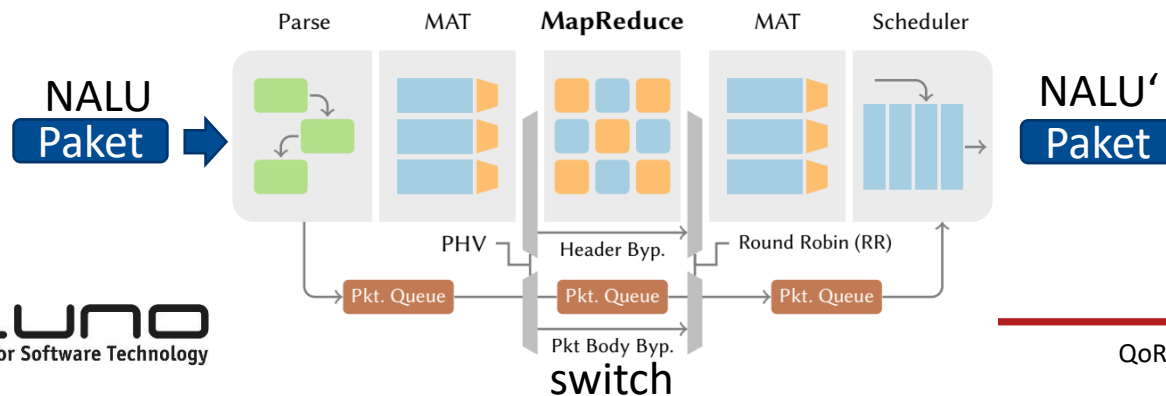 Parse MAT MapReduce MAT Scheduler
NALU
Paket
NALU‘
Paket
PHV
Header Byp.
Round Robin (RR)
Pkt. Queue
Pkt. Queue
Pkt. Queue
Pkt Body Byp.
switch
LUNO
or Software Technology
QoR